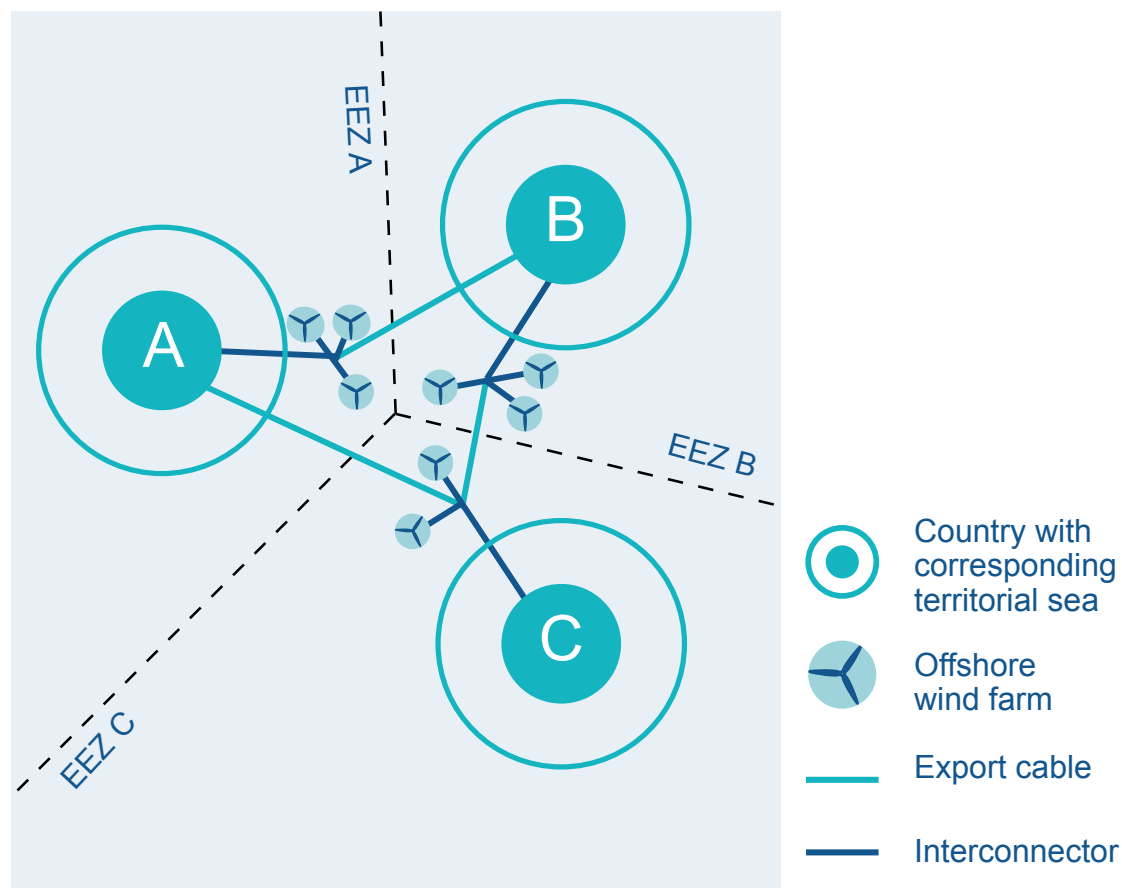 EEZ A
B
A
EEZ B
C
EEZ C
Country with
corresponding
territorial sea
Offshore
wind farm
Export cable
Interconnector